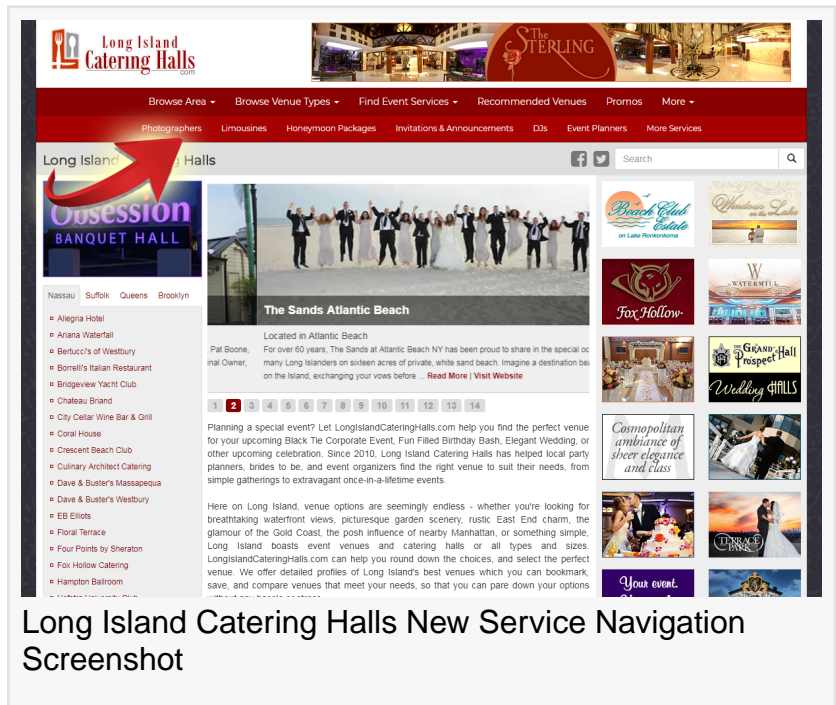 Long Island
Catering Halls
com
The
STERLING
Browse Area
Browse Venue Types
Find Event Services
Recommended Venues
Promos
More
Photographers
Limousines
Honeymoon Packages
Invitations & Announcements
DJs
Event Planners
More Services
Long Island
Halls
Search
Obsession
BANQUET HALL
Nassau
Suffolk
Queens
Brooklyn
Allegria Hotel
Ariana Waterfall
Bertucci's of Westbury
Borrelli's Italian Restaurant
Bridgeview Yacht Club
Chateau Briand
City Cellar Wine Bar & Grill
Coral House
Crescent Beach Club
Culinary Architect Catering
Dave & Buster's Massapequa
Dave & Buster's Westbury
EB Elliots
Floral Terrace
Four Points by Sheraton
Fox Hollow Catering
Hampton Ballroom
The Sands Atlantic Beach
Located in Atlantic Beach
Pat Boone,
For over 60 years, The Sands at Atlantic Beach NY has been proud to share in the special oc
inal Owner,
many Long Islanders on sixteen acres of private, white sand beach. Imagine a destination bea
on the Island, exchanging your vows before ... Read More | Visit Website
1 2 3 4 5 6 7 8 9 10 11 12 13 14
Planning a special event? Let LongIslandCateringHalls.com help you find the perfect venue
for your upcoming Black Tie Corporate Event, Fun Filled Birthday Bash, Elegant Wedding, or
other upcoming celebration. Since 2010, Long Island Catering Halls has helped local party
planners, brides to be, and event organizers find the right venue to suit their needs, from
simple gatherings to extravagant once-in-a-lifetime events.
Here on Long Island, venue options are seemingly endless - whether you're looking for
breathtaking waterfront views, picturesque garden scenery, rustic East End charm, the
glamour of the Gold Coast, the posh influence of nearby Manhattan, or something simple,
Long Island boasts event venues and catering halls or all types and sizes.
LongIslandCateringHalls.com can help you round down the choices, and select the perfect
venue. We offer detailed profiles of Long Island's best venues which you can bookmark,
save, and compare venues that meet your needs, so that you can pare down your options
Beach Club
Estate
on Lake Ronkonkoma
Windows
on the Lake
Fox Hollow
W
WATERMILL
The GRAND
Prospect Hall
Wedding HALLS
Cosmopolitan
ambiance of
sheer elegance
and class
TERRACE
PARK
Your event.
Long Island Catering Halls New Service Navigation
Screenshot